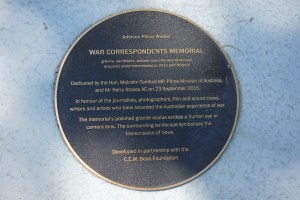 Johnson Pilton Walker
WAR CORRESPONDENTS MEMORIAL
granite,
Dedicated by the Hon. Malcolm Turnbull MP, Prime Minister of Australia,
and Mr Kerry Stokes AC on 23 September 2015.
In honour of the journalists, photographers, film and sound crews,
writers and artists who have recorded the Australian experience of war.
The memorial's polished granite oculus evokes a human eye or
camera lens. The surrounding landscape symbolises the
transmission of news.
Developed in partnership with the
C.E.W. Bean Foundation